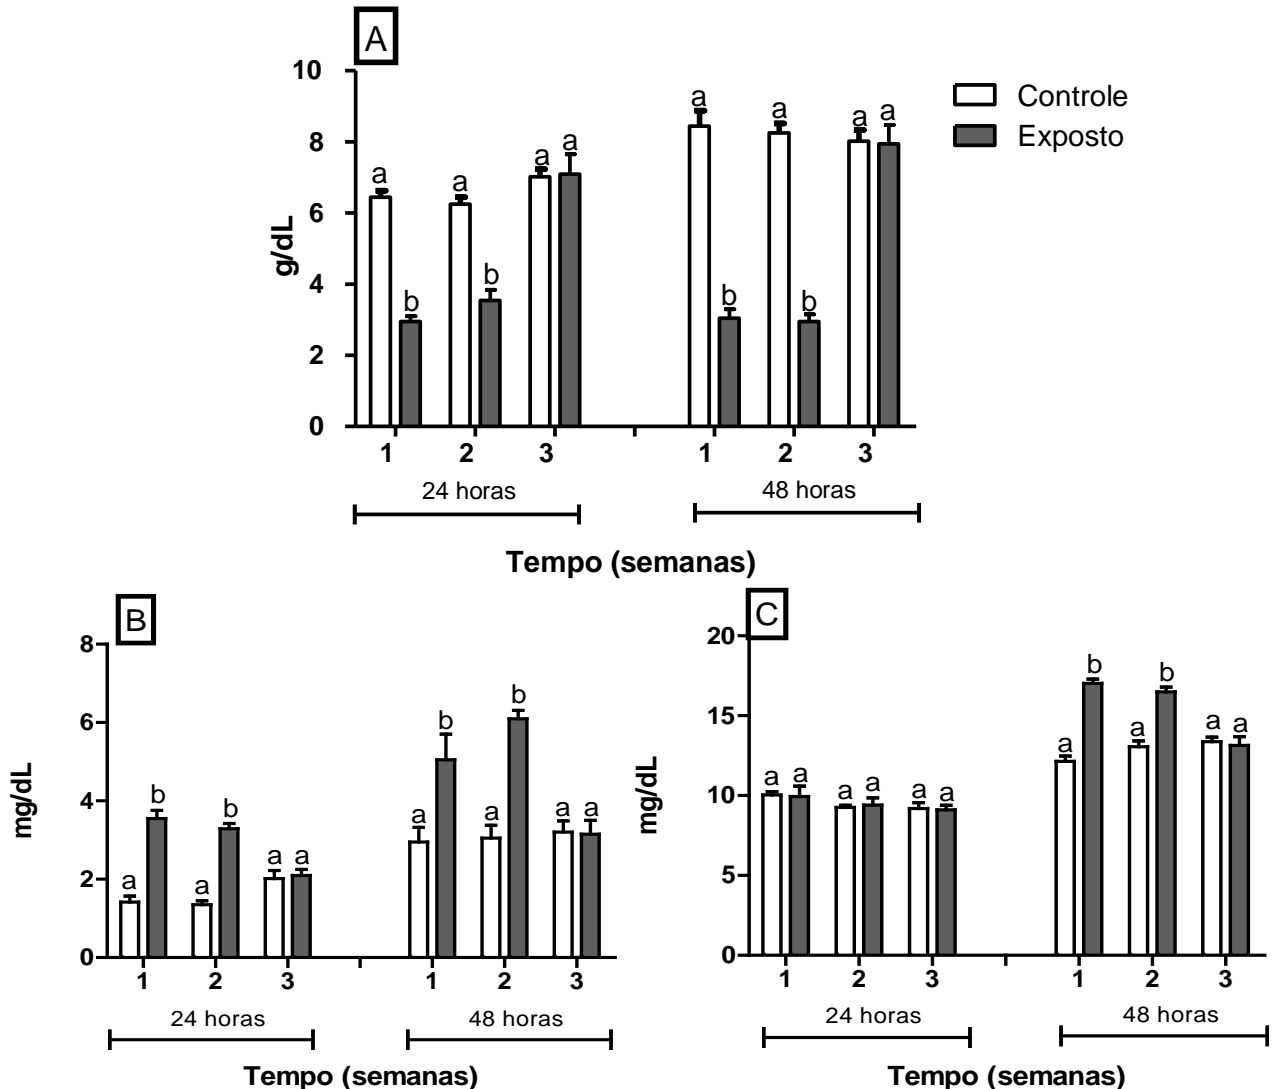 A
10
8
6
4
2
0
g/dL
a a b b a a
a a b b a a
Controle
Exposto
1 2 3 1 2 3
24 horas 48 horas
Tempo (semanas)
B
8
6
4
2
0
mg/dL
a b a b a a
a b a b a a
1 2 3 1 2 3
24 horas 48 horas
Tempo (semanas)
C
20
15
10
5
0
mg/dL
a a a a a a
a b a b a a
1 2 3 1 2 3
24 horas 48 horas
Tempo (semanas)